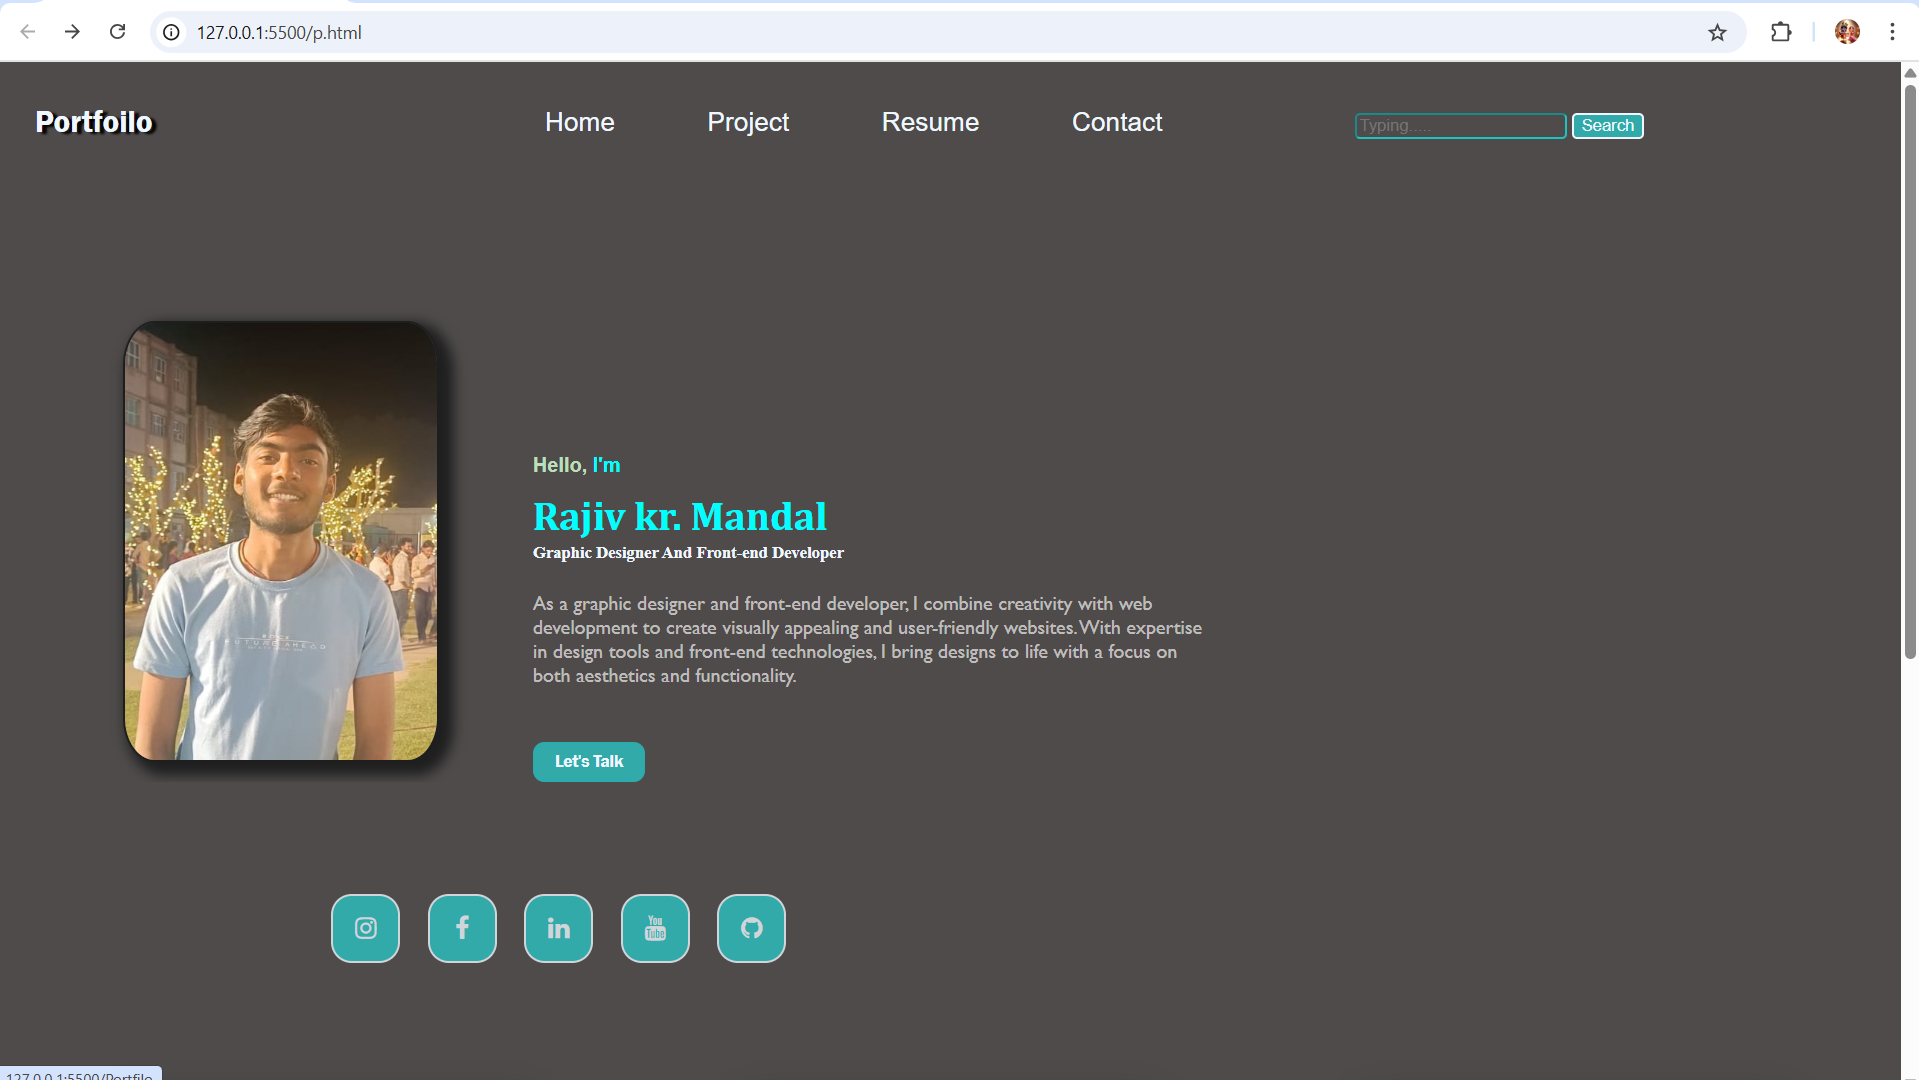 127.0.0.1:5500/p.html
Portfoilo
Home
Project
Resume
Contact
Typing.....
Search
Hello, I'm
Rajiv kr. Mandal
Graphic Designer And Front-end Developer
As a graphic designer and front-end developer, I combine creativity with web
development to create visually appealing and user-friendly websites. With expertise
in design tools and front-end technologies, I bring designs to life with a focus on
both aesthetics and functionality.
Let's Talk
You
Tube
127.0.0.1:5500/Portfilo